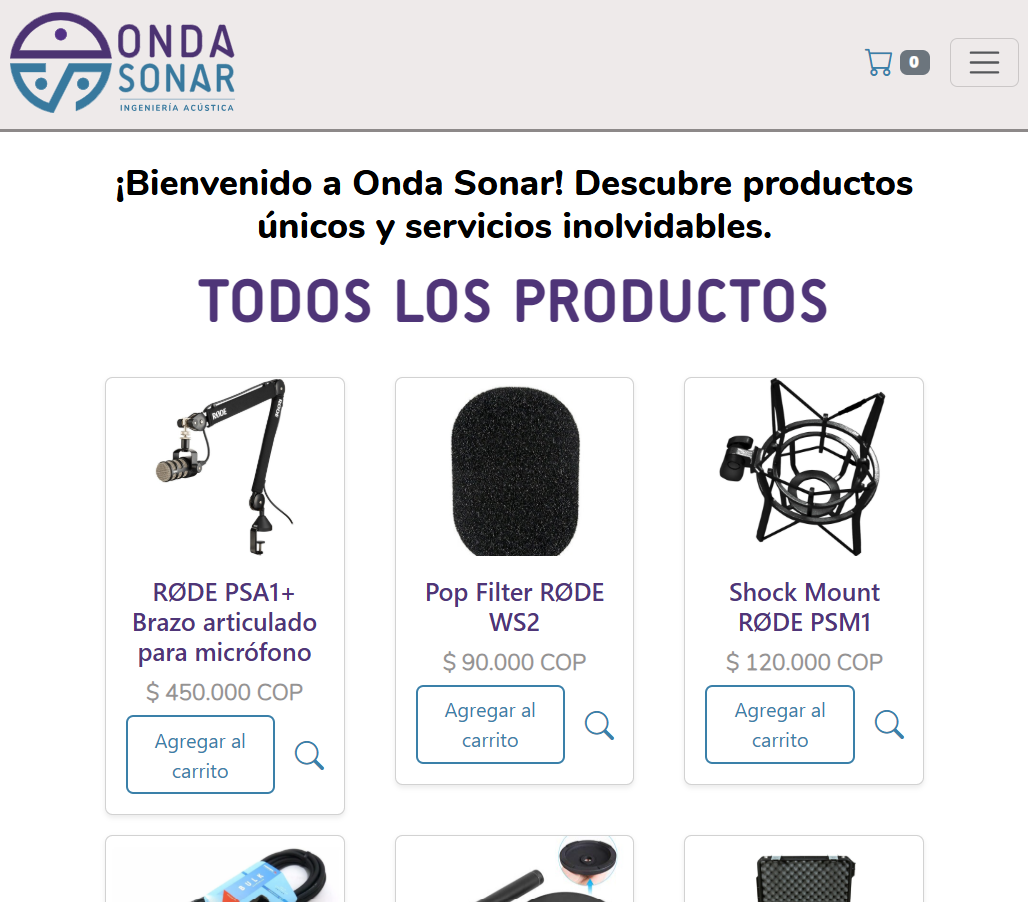 ONDA
SONAR
INGENIERÍA ACÚSTICA
0
¡Bienvenido a Onda Sonar! Descubre productos
únicos y servicios inolvidables.
TODOS LOS PRODUCTOS
RØDE
RØDE PSA1+
Brazo articulado
para micrófono
$ 450.000 COP
Agregar al
carrito
Pop Filter RØDE
WS2
$ 90.000 COP
Agregar al
carrito
Shock Mount
RØDE PSM1
$ 120.000 COP
Agregar al
carrito
BULK